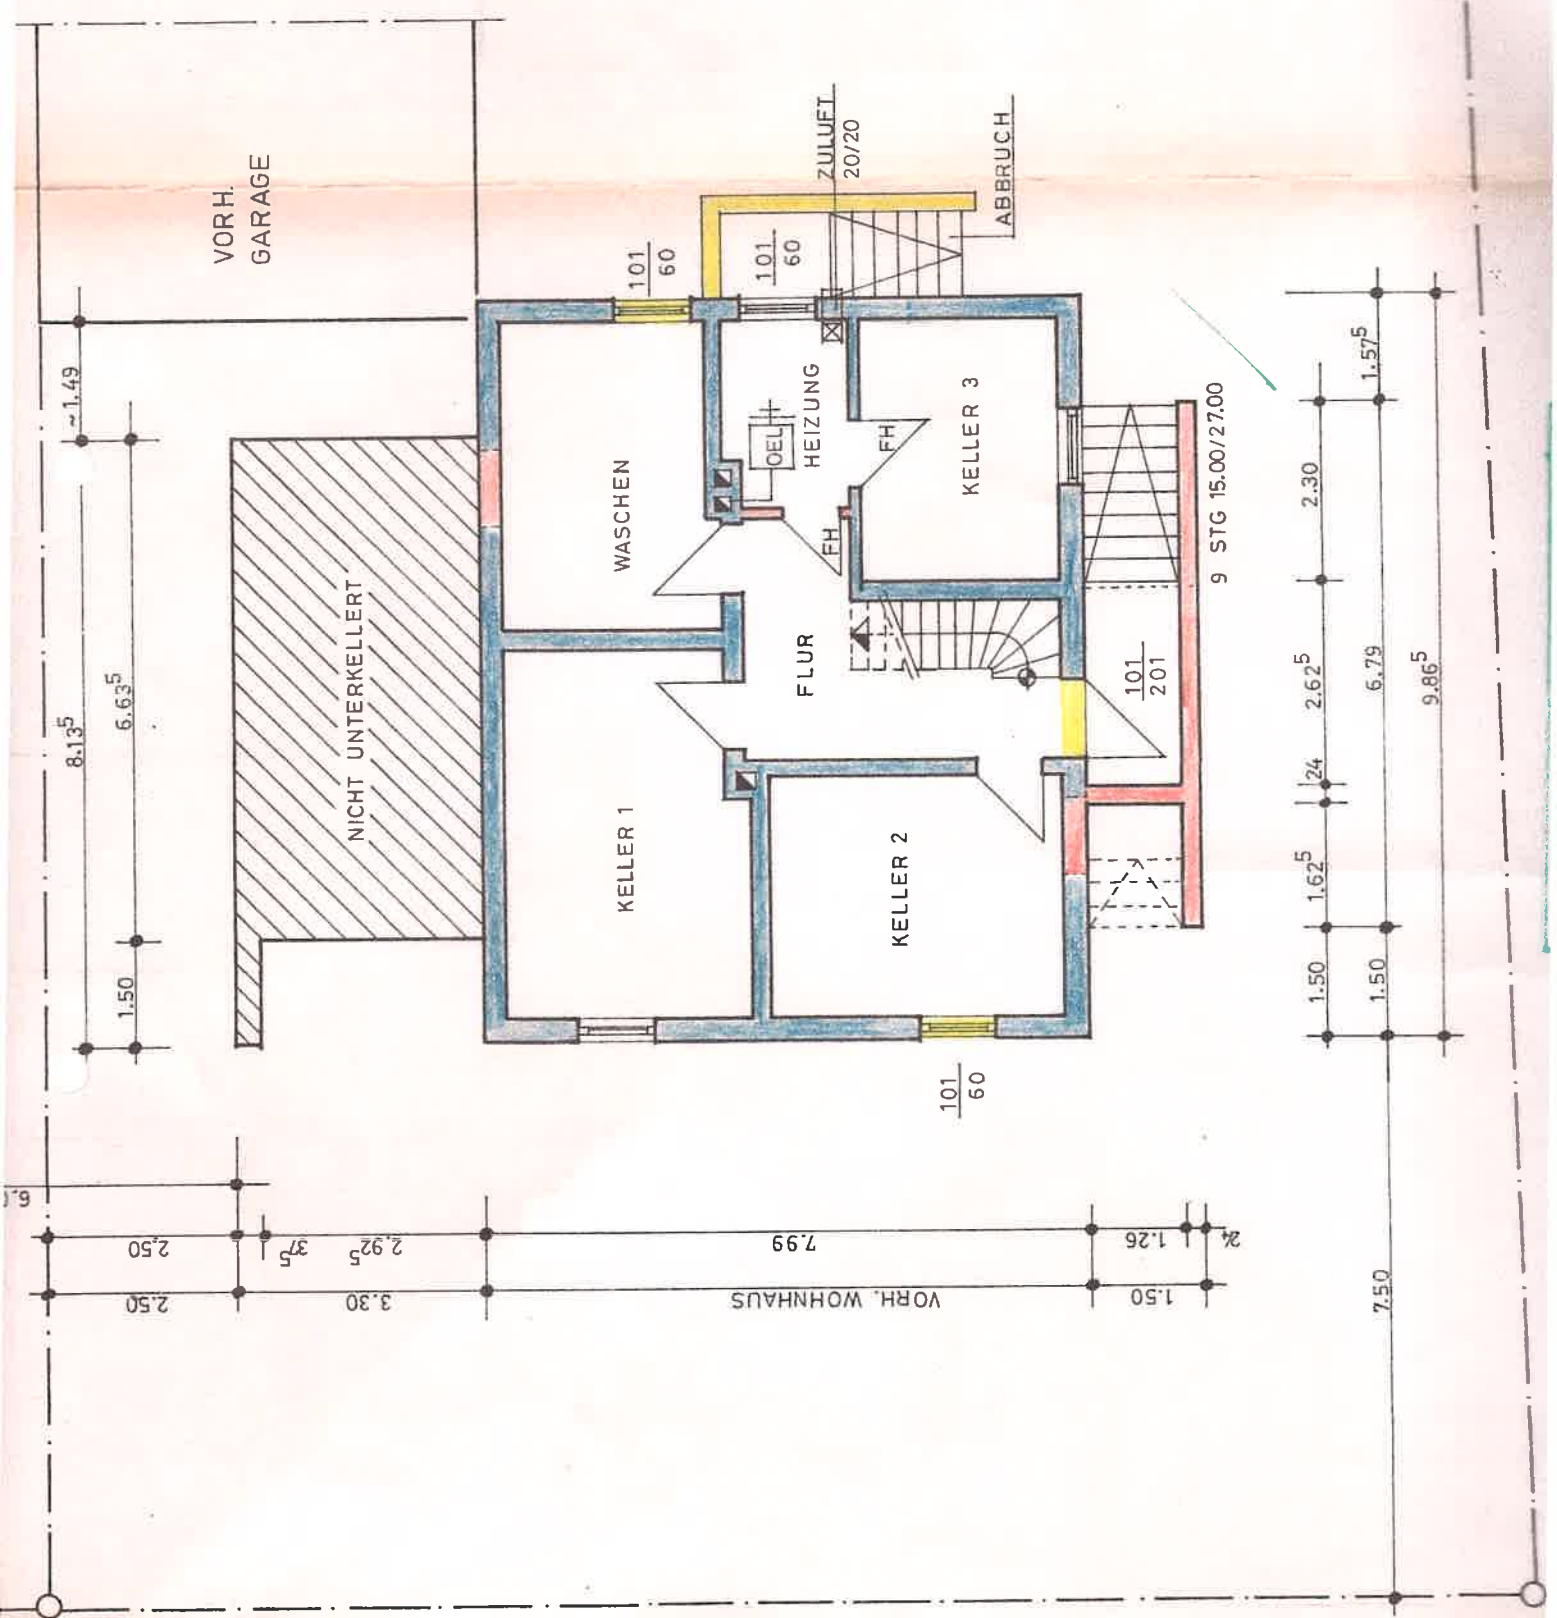 VORH.
GARAGE
ZULUFT
20/20
ABBRUCH
101
60
101
60
~1.49
8.13⁵
6.63⁵
1.50
NICHT UNTERKELLERT
WASCHEN
OEL
HEIZUNG
FH
FH
KELLER 3
FLUR
KELLER 1
KELLER 2
101
201
9 STG 15.00/27.00
101
60
1.57⁵
2.30
2.62⁵
24
1.62⁵
1.50
6.79
1.50
9.86⁵
7.50
2.50
37⁵
2.92⁵
7.99
1.26
24
2.50
3.30
VORH. WOHNHAUS
1.50